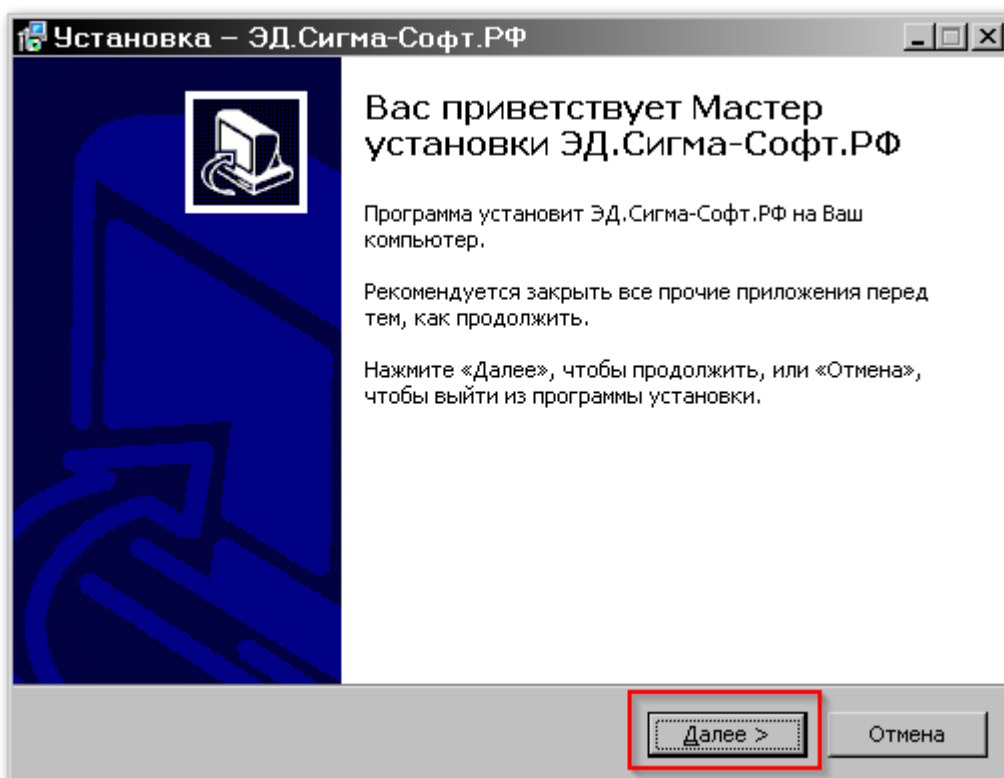 Установка – ЭД.Сигма-Софт.РФ
Вас приветствует Мастер
установки ЭД.Сигма-Софт.РФ
Программа установит ЭД.Сигма-Софт.РФ на Ваш
компьютер.
Рекомендуется закрыть все прочие приложения перед
тем, как продолжить.
Нажмите «Далее», чтобы продолжить, или «Отмена»,
чтобы выйти из программы установки.
Далее >
Отмена